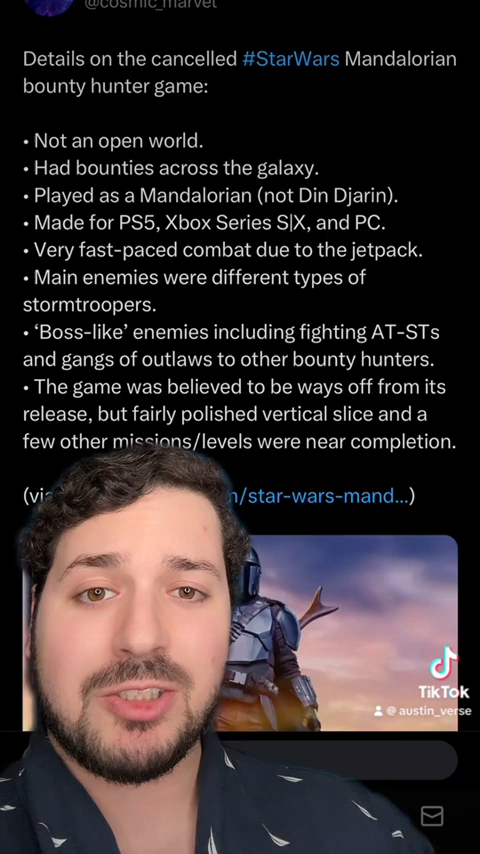 @cosmic_marvel
Details on the cancelled #StarWars Mandalorian
bounty hunter game:
• Not an open world.
• Had bounties across the galaxy.
• Played as a Mandalorian (not Din Djarin).
• Made for PS5, Xbox Series S|X, and PC.
• Very fast-paced combat due to the jetpack.
• Main enemies were different types of
stormtroopers.
• ‘Boss-like’ enemies including fighting AT-STs
and gangs of outlaws to other bounty hunters.
• The game was believed to be ways off from its
release, but fairly polished vertical slice and a
few other missions/levels were near completion.
(via n/star-wars-mand...)
TikTok
@ austin_verse